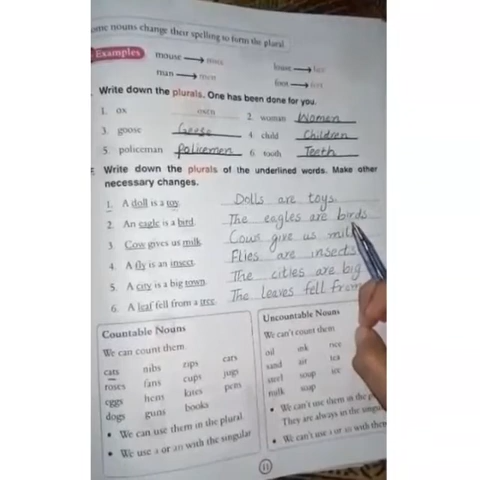 ome nouns change their spelling to form the plural
Examples
mouse → mice
louse → lice
man → men
foot → feet
Write down the plurals. One has been done for you.
1. ox oxen 2. woman Women
3. goose Geese 4. child Children
5. policeman Policemen 6. tooth Teeth
Write down the plurals of the underlined words. Make other
necessary changes.
1. A doll is a toy. Dolls are toys.
2. An eagle is a bird. The eagles are birds
3. Cow gives us milk. Cows give us milk
4. A fly is an insect. Flies are insects
5. A city is a big town. The cities are big
6. A leaf fell from a tree. The leaves fell from
Countable Nouns
We can count them.
cats nibs rips cars
roses fans cups jugs
eggs hens kites pens
dogs guns books
• We can use them in the plural
• We use a or an with the singular
Uncountable Nouns
We can't count them
oil ink rice
sand air tea
steel soup ice
milk soap
• We can't use them in the p
They are always in the singu
• We can't use a or an with them